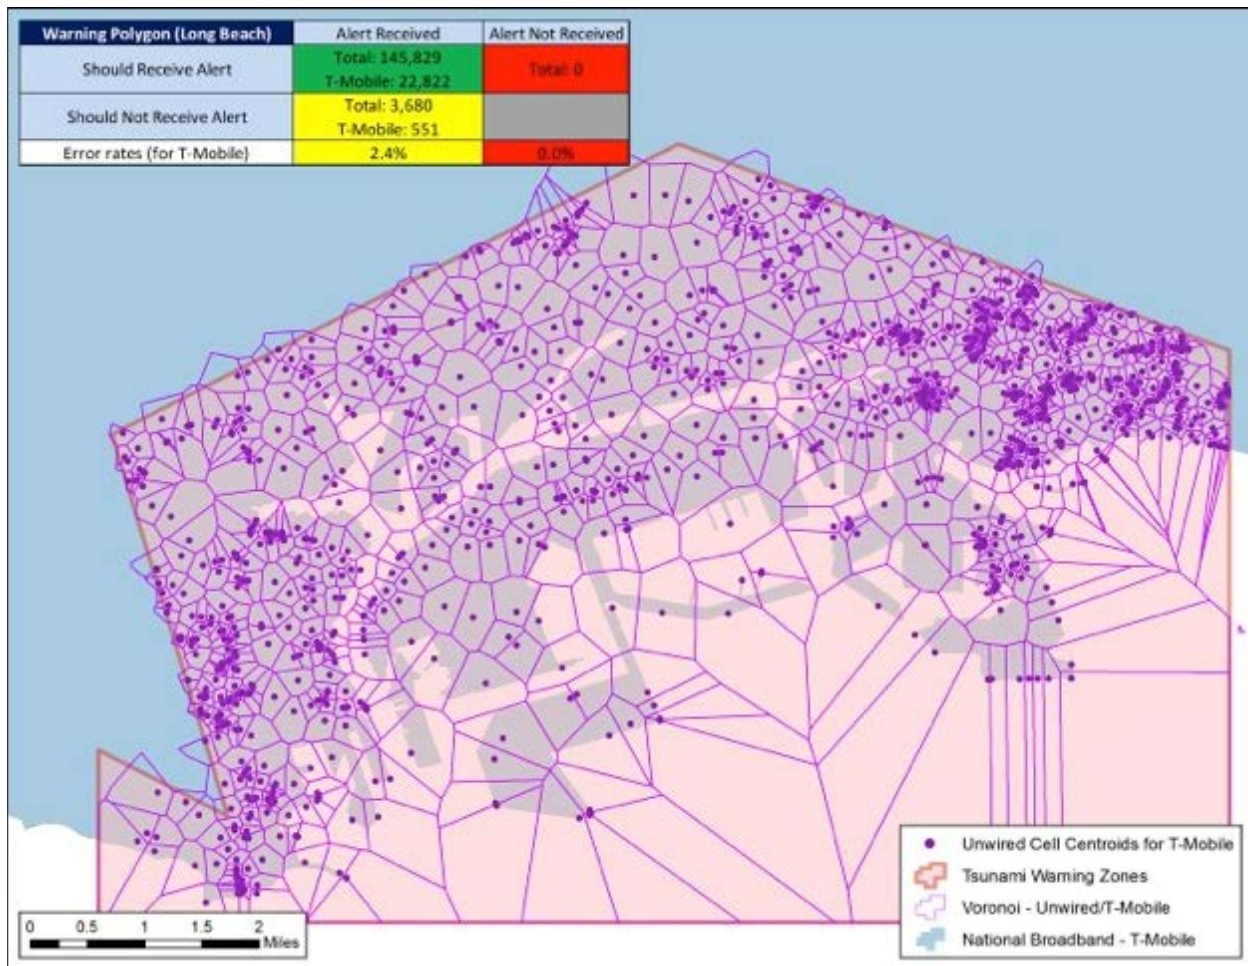 Warning Polygon (Long Beach) Alert Received Alert Not Received
Should Receive Alert
Total: 145,829
T-Mobile: 22,822
Total: 0
Should Not Receive Alert
Total: 3,680
T-Mobile: 551
Error rates (for T-Mobile) 2.4% 0.0%
Unwired Cell Centroids for T-Mobile
Tsunami Warning Zones
Voronoi - Unwired/T-Mobile
National Broadband - T-Mobile
0 0.5 1 1.5 2
Miles